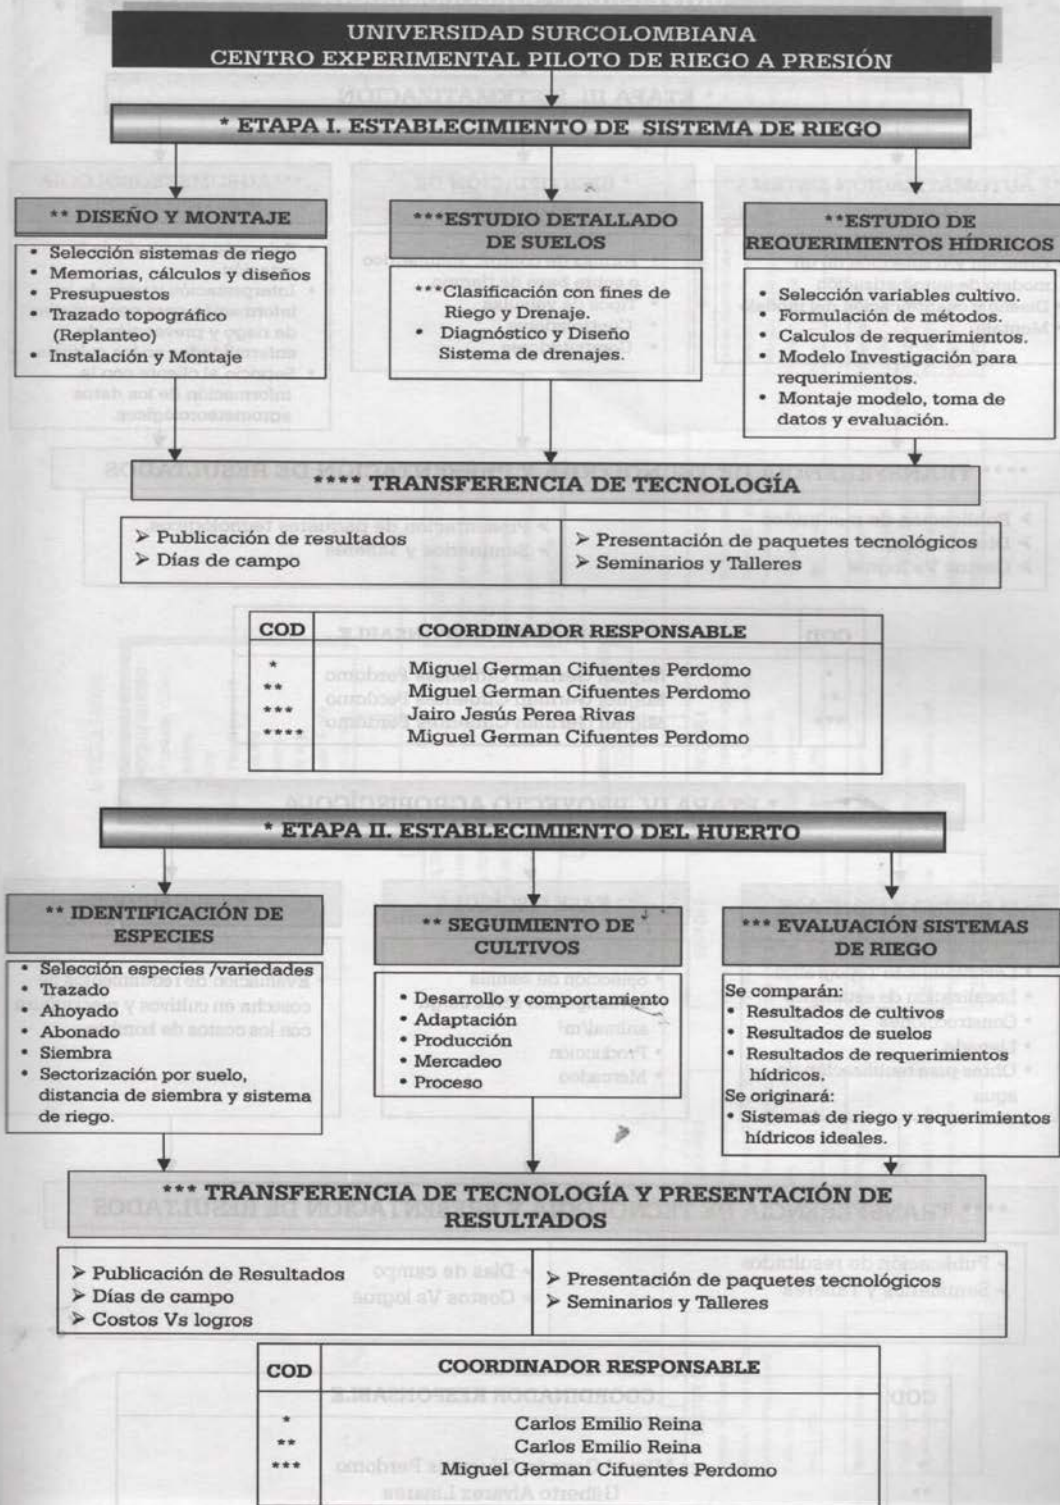 UNIVERSIDAD SURCOLOMBIANA
CENTRO EXPERIMENTAL PILOTO DE RIEGO A PRESIÓN
* ETAPA I. ESTABLECIMIENTO DE SISTEMA DE RIEGO
** DISEÑO Y MONTAJE
• Selección sistemas de riego
• Memorias, cálculos y diseños
• Presupuestos
• Trazado topográfico
(Replanteo)
• Instalación y Montaje
***ESTUDIO DETALLADO
DE SUELOS
***Clasificación con fines de
Riego y Drenaje.
• Diagnóstico y Diseño
Sistema de drenajes.
**ESTUDIO DE
REQUERIMIENTOS HÍDRICOS
• Selección variables cultivo.
• Formulación de métodos.
• Calculos de requerimientos.
• Modelo Investigación para
requerimientos.
• Montaje modelo, toma de
datos y evaluación.
**** TRANSFERENCIA DE TECNOLOGÍA
➢ Publicación de resultados
➢ Días de campo
➢ Presentación de paquetes tecnológicos
➢ Seminarios y Talleres
COD COORDINADOR RESPONSABLE
* Miguel German Cifuentes Perdomo
** Miguel German Cifuentes Perdomo
*** Jairo Jesús Perea Rivas
**** Miguel German Cifuentes Perdomo
* ETAPA II. ESTABLECIMIENTO DEL HUERTO
** IDENTIFICACIÓN DE
ESPECIES
• Selección especies /variedades
• Trazado
• Ahoyado
• Abonado
• Siembra
• Sectorización por suelo,
distancia de siembra y sistema
de riego.
** SEGUIMIENTO DE
CULTIVOS
• Desarrollo y comportamiento
• Adaptación
• Producción
• Mercadeo
• Proceso
*** EVALUACIÓN SISTEMAS
DE RIEGO
Se comparán:
• Resultados de cultivos
• Resultados de suelos
• Resultados de requerimientos
hídricos.
Se originará:
• Sistemas de riego y requerimientos
hídricos ideales.
*** TRANSFERENCIA DE TECNOLOGÍA Y PRESENTACIÓN DE
RESULTADOS
➢ Publicación de Resultados
➢ Días de campo
➢ Costos Vs logros
➢ Presentación de paquetes tecnológicos
➢ Seminarios y Talleres
COD COORDINADOR RESPONSABLE
* Carlos Emilio Reina
** Carlos Emilio Reina
*** Miguel German Cifuentes Perdomo